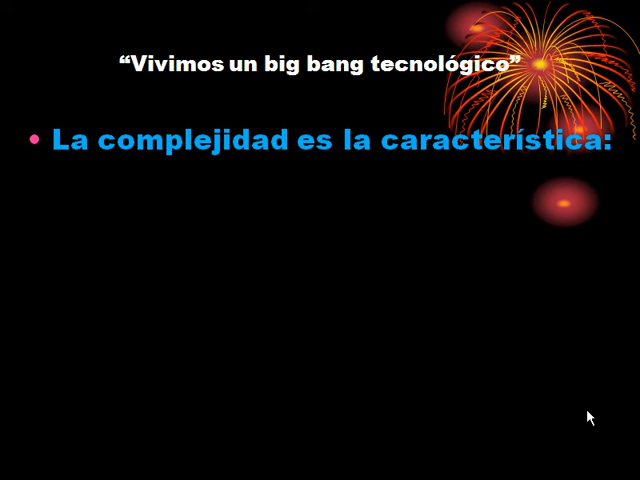 “Vivimos un big bang tecnológico”
• La complejidad es la característica: